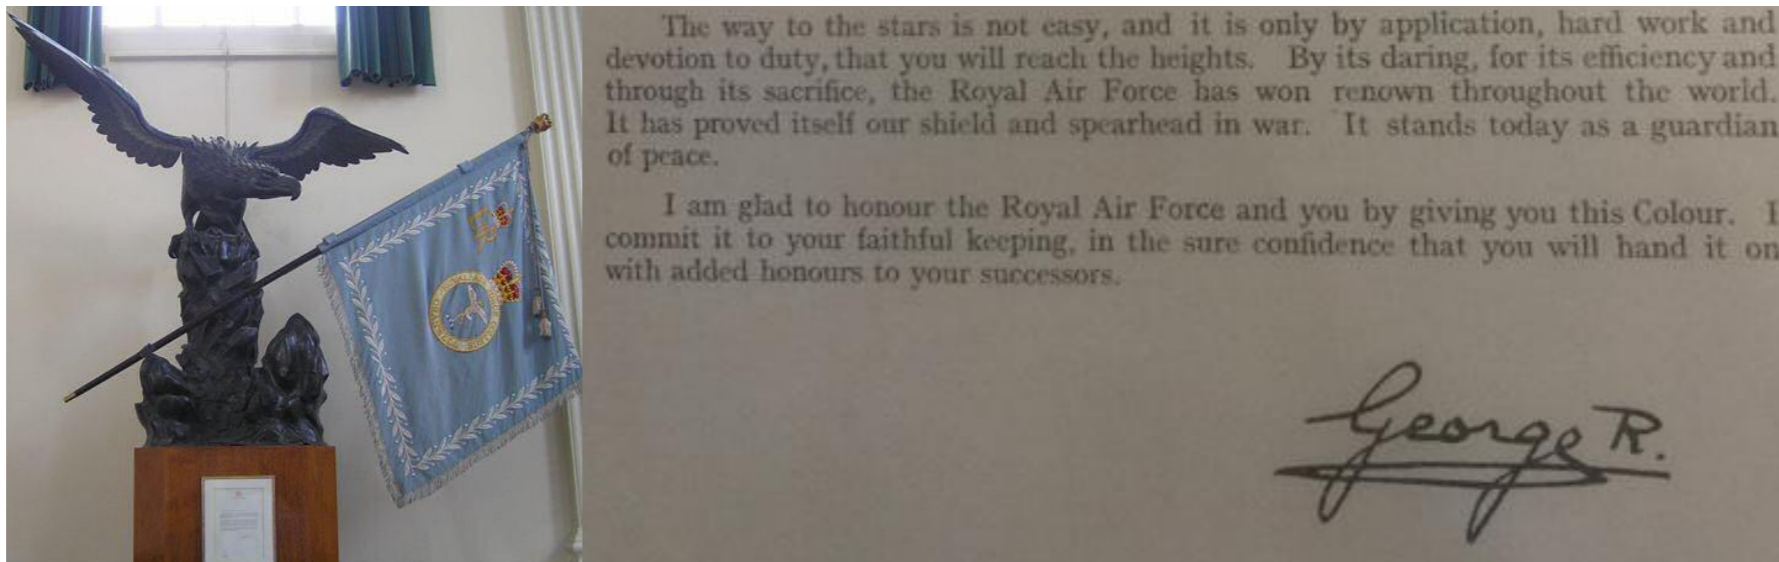 The way to the stars is not easy, and it is only by application, hard work and
devotion to duty, that you will reach the heights. By its daring, for its efficiency and
through its sacrifice, the Royal Air Force has won renown throughout the world.
It has proved itself our shield and spearhead in war. It stands today as a guardian
of peace.
I am glad to honour the Royal Air Force and you by giving you this Colour. I
commit it to your faithful keeping, in the sure confidence that you will hand it on
with added honours to your successors.
George R.